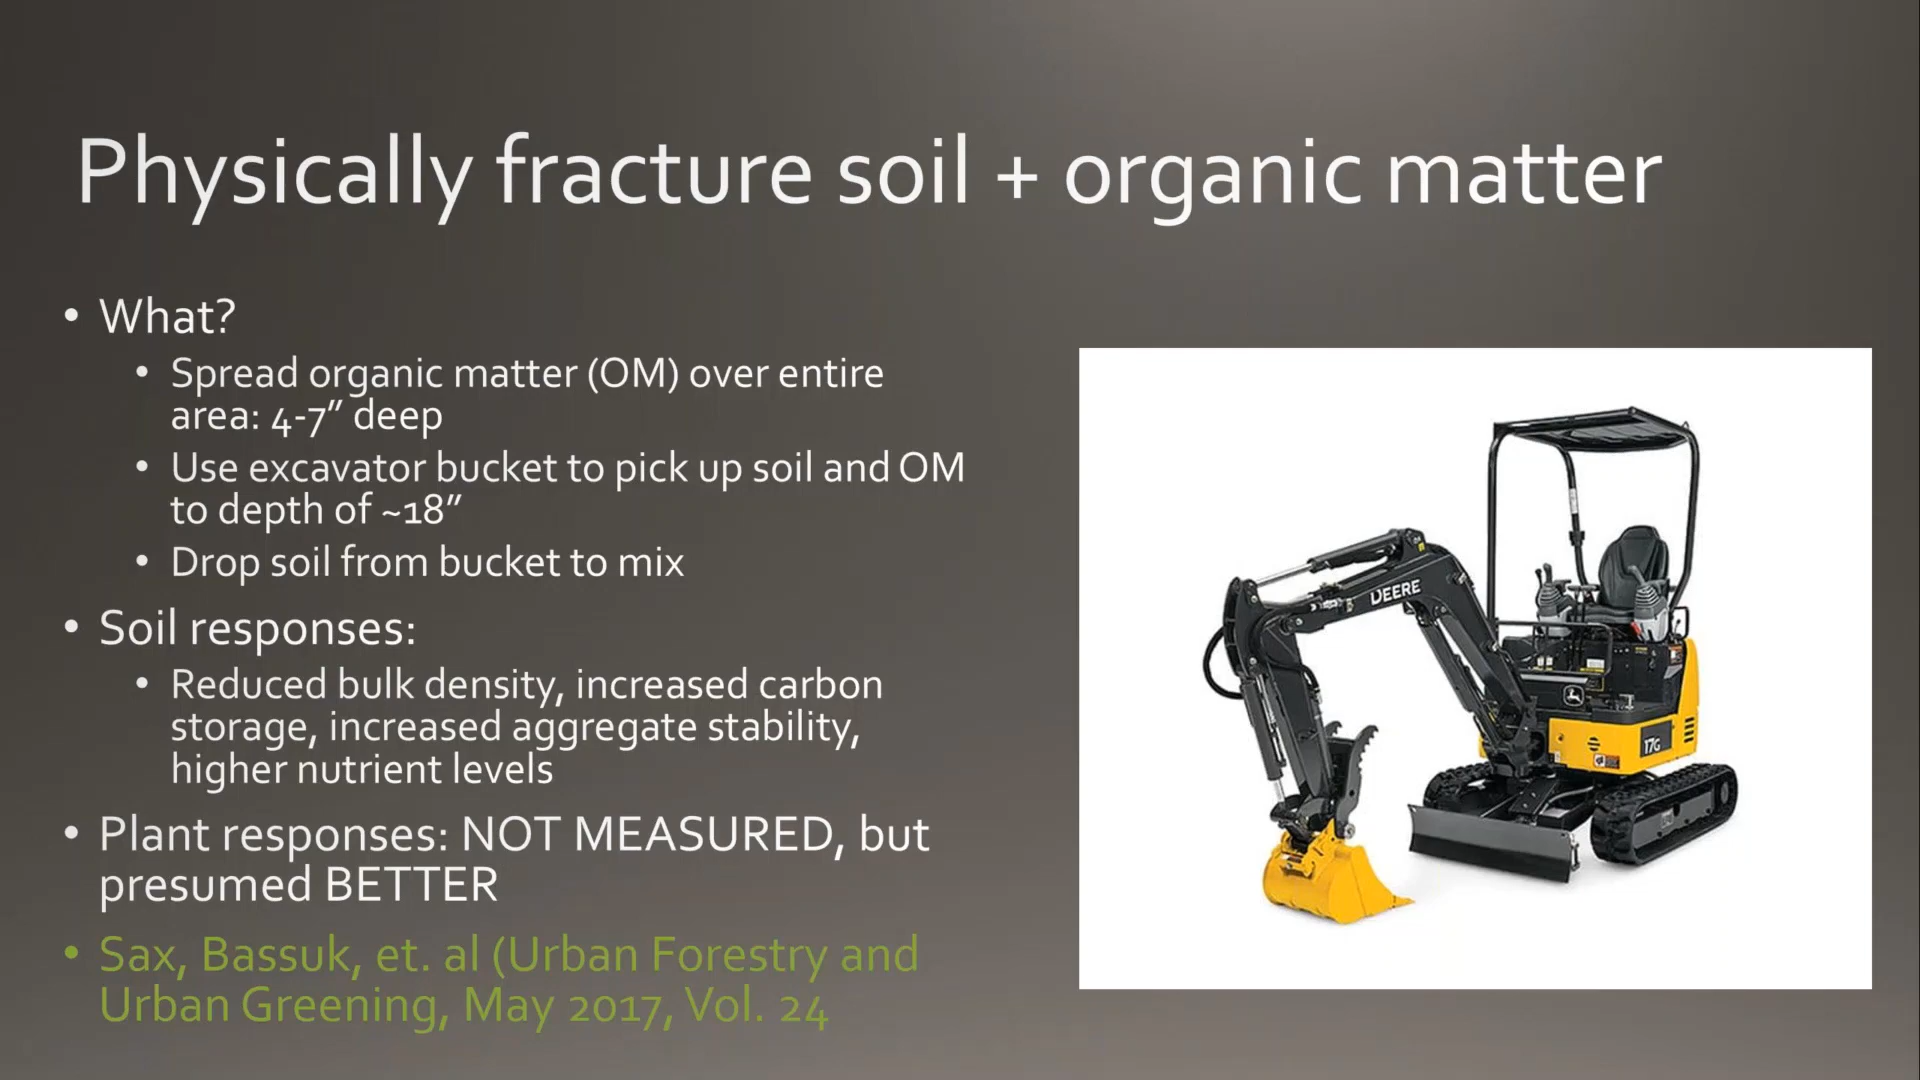 Physically fracture soil + organic matter
• What?
• Spread organic matter (OM) over entire
area: 4-7” deep
• Use excavator bucket to pick up soil and OM
to depth of ~18”
• Drop soil from bucket to mix
• Soil responses:
• Reduced bulk density, increased carbon
storage, increased aggregate stability,
higher nutrient levels
• Plant responses: NOT MEASURED, but
presumed BETTER
• Sax, Bassuk, et. al (Urban Forestry and
Urban Greening, May 2017, Vol. 24
DEERE
17G